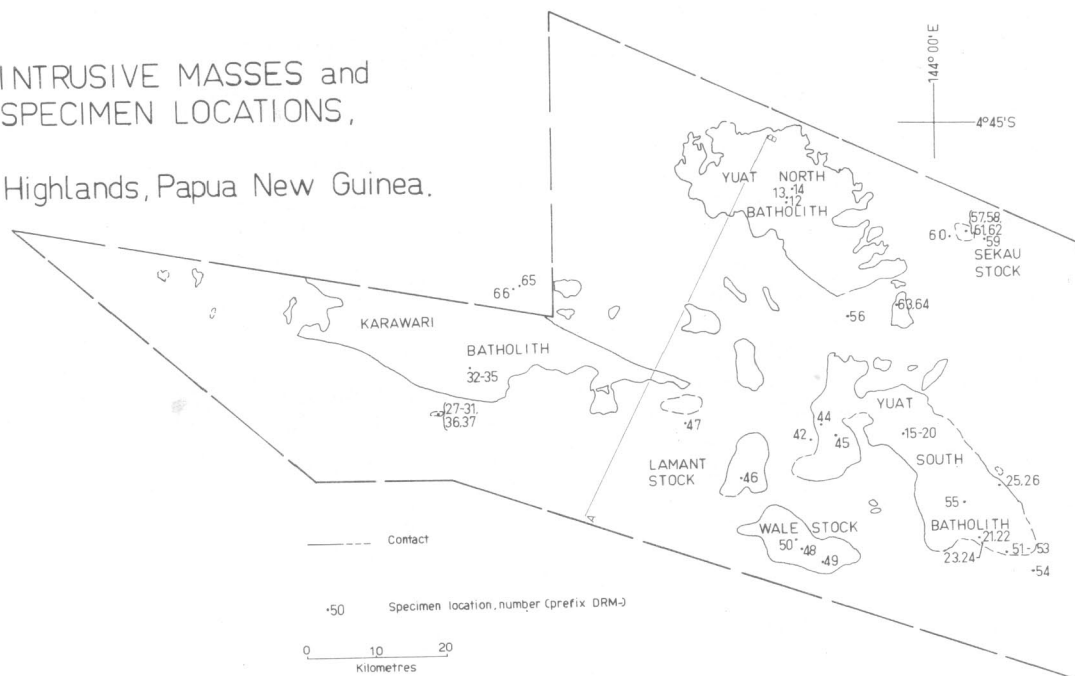 INTRUSIVE MASSES and
SPECIMEN LOCATIONS,
Highlands, Papua New Guinea.
144° 00' E
4°45'S
B
YUAT NORTH
13 14
12
BATHOLITH
57,58,
61,62
60
59
SEKAU
STOCK
66 65
63,64
56
KARAWARI
BATHOLITH
32-35
27-31,
36,37
47
YUAT
44
42
45
15-20
SOUTH
LAMANT
STOCK
46
25,26
55
WALE STOCK
BATHOLITH
A
50
48
49
21,22
23,24
51-53
54
Contact
50 Specimen location, number (prefix DRM-)
0 10 20
Kilometres